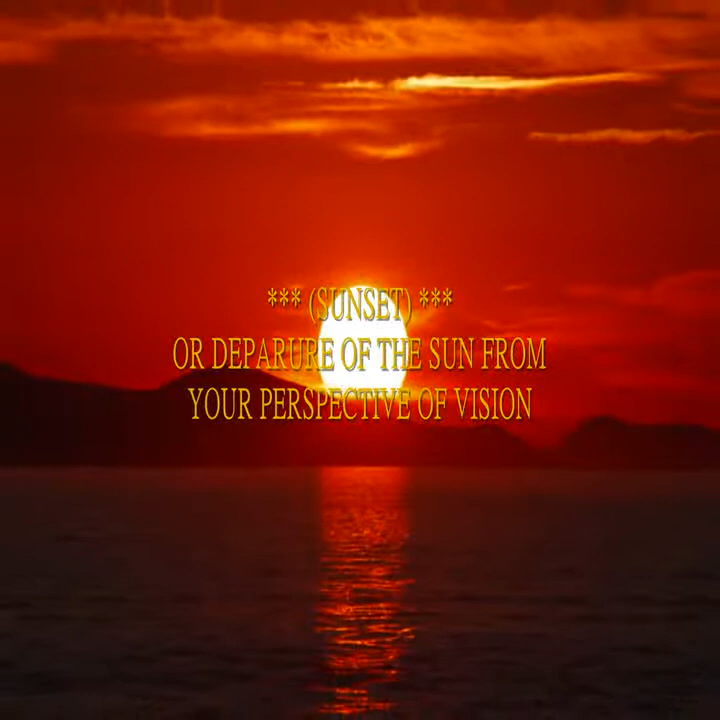 *** (SUNSET) ***
OR DEPARURE OF THE SUN FROM
YOUR PERSPECTIVE OF VISION